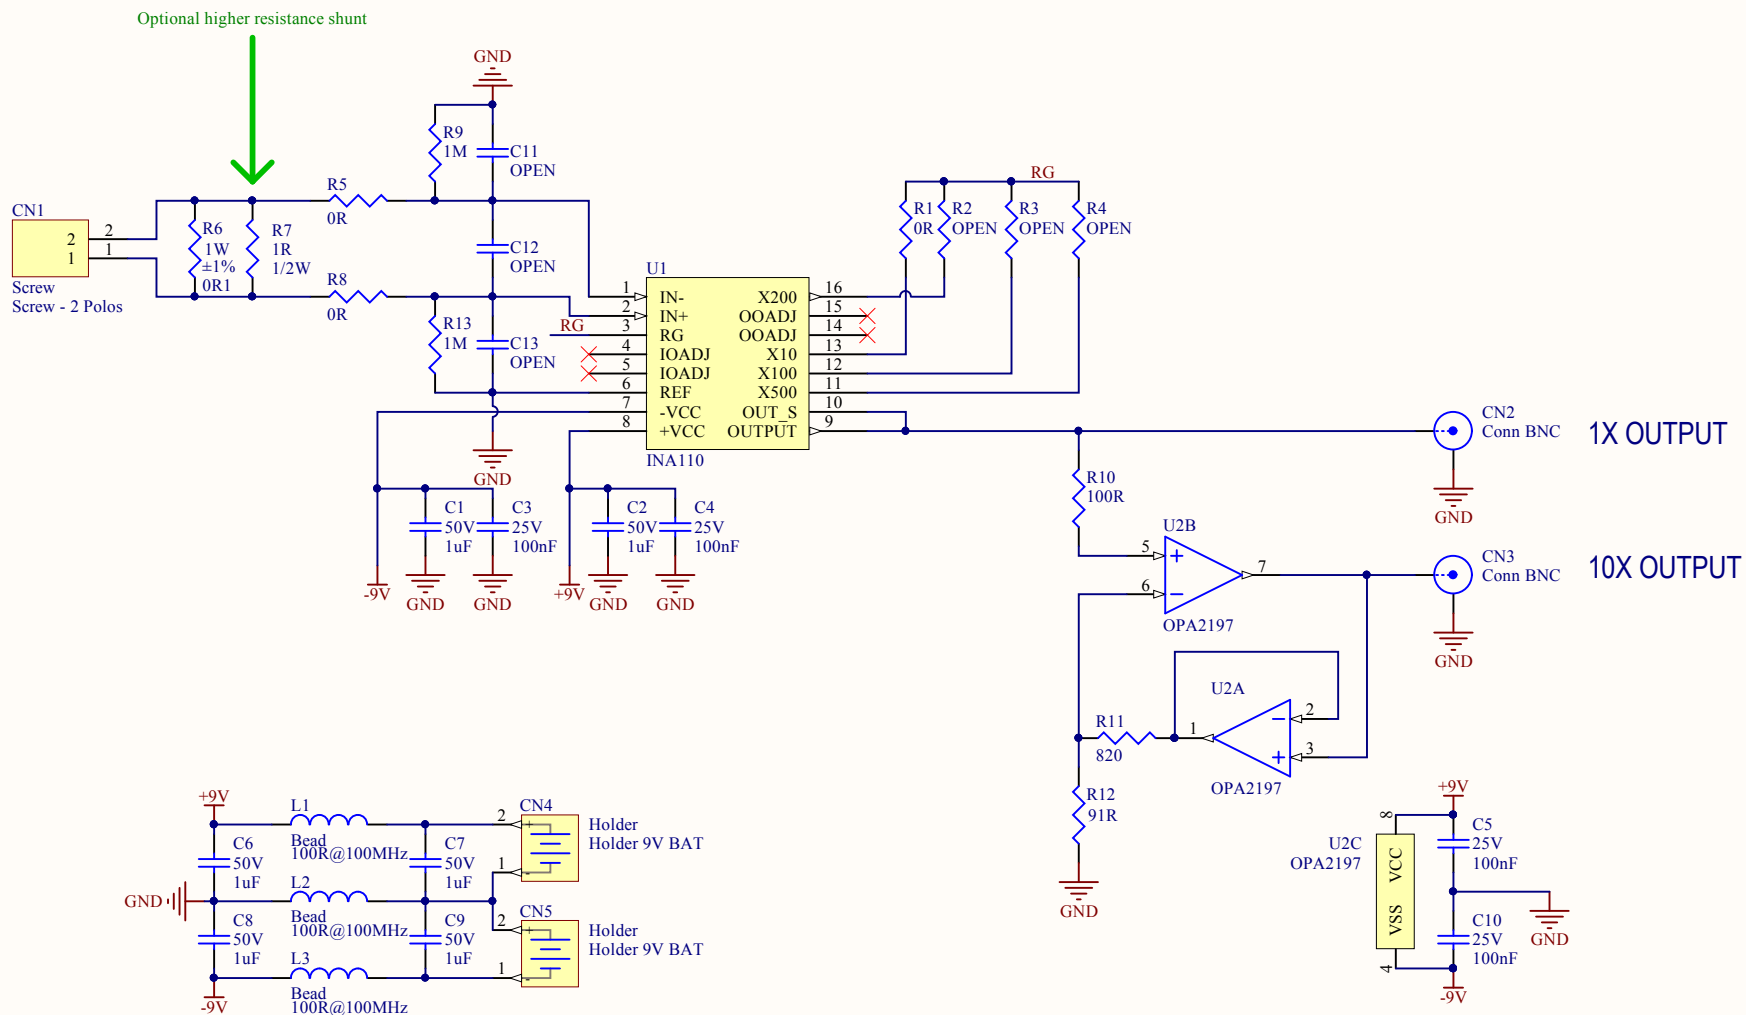 Optional higher resistance shunt
GND
R9
1M
C11
OPEN
CN1
2
1
2
1
Screw
Screw - 2 Polos
R6
1W
±1%
0R1
R7
1R
1/2W
R5
0R
R8
0R
C12
OPEN
R13
1M
C13
OPEN
GND
RG
U1
1 IN-
2 IN+
3 RG
4 IOADJ
5 IOADJ
6 REF
7 -VCC
8 +VCC
X200 16
OOADJ 15
OOADJ 14
X10 13
X100 12
X500 11
OUT_S 10
OUTPUT 9
INA110
RG
R1
0R
R2
OPEN
R3
OPEN
R4
OPEN
C1
50V
1uF
C3
25V
100nF
-9V
GND
GND
C2
50V
1uF
C4
25V
100nF
+9V
GND
GND
CN2
Conn BNC
1X OUTPUT
GND
R10
100R
U2B
5
6
7
OPA2197
CN3
Conn BNC
10X OUTPUT
GND
U2A
2
3
1
OPA2197
R11
820
R12
91R
GND
+9V
L1
Bead
100R@100MHz
C6
50V
1uF
C7
50V
1uF
GND
L2
Bead
100R@100MHz
C8
50V
1uF
C9
50V
1uF
L3
Bead
100R@100MHz
-9V
CN4
2
1
Holder
Holder 9V BAT
CN5
2
1
Holder
Holder 9V BAT
+9V
8
U2C
OPA2197
VCC
VSS
4
C5
25V
100nF
GND
C10
25V
100nF
-9V